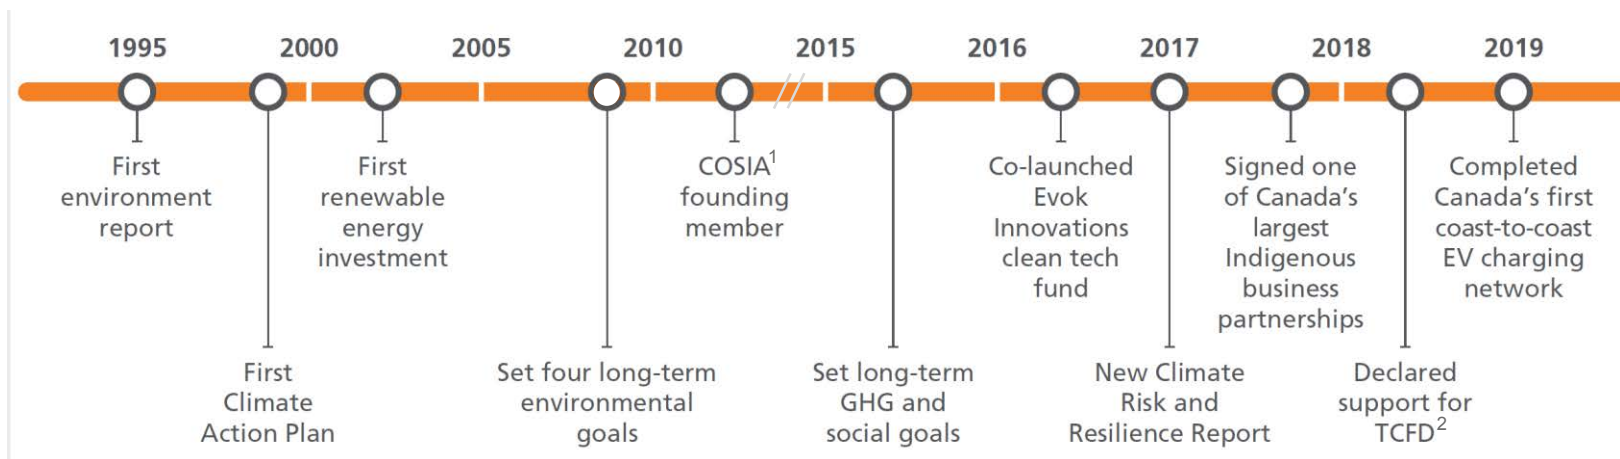 1995 2000 2005 2010 2015 2016 2017 2018 2019
First
environment
report
First
Climate
Action Plan
First
renewable
energy
investment
Set four long-term
environmental
goals
COSIA1
founding
member
Set long-term
GHG and
social goals
Co-launched
Evok
Innovations
clean tech
fund
New Climate
Risk and
Resilience Report
Signed one
of Canada’s
largest
Indigenous
business
partnerships
Declared
support for
TCFD2
Completed
Canada’s first
coast-to-coast
EV charging
network